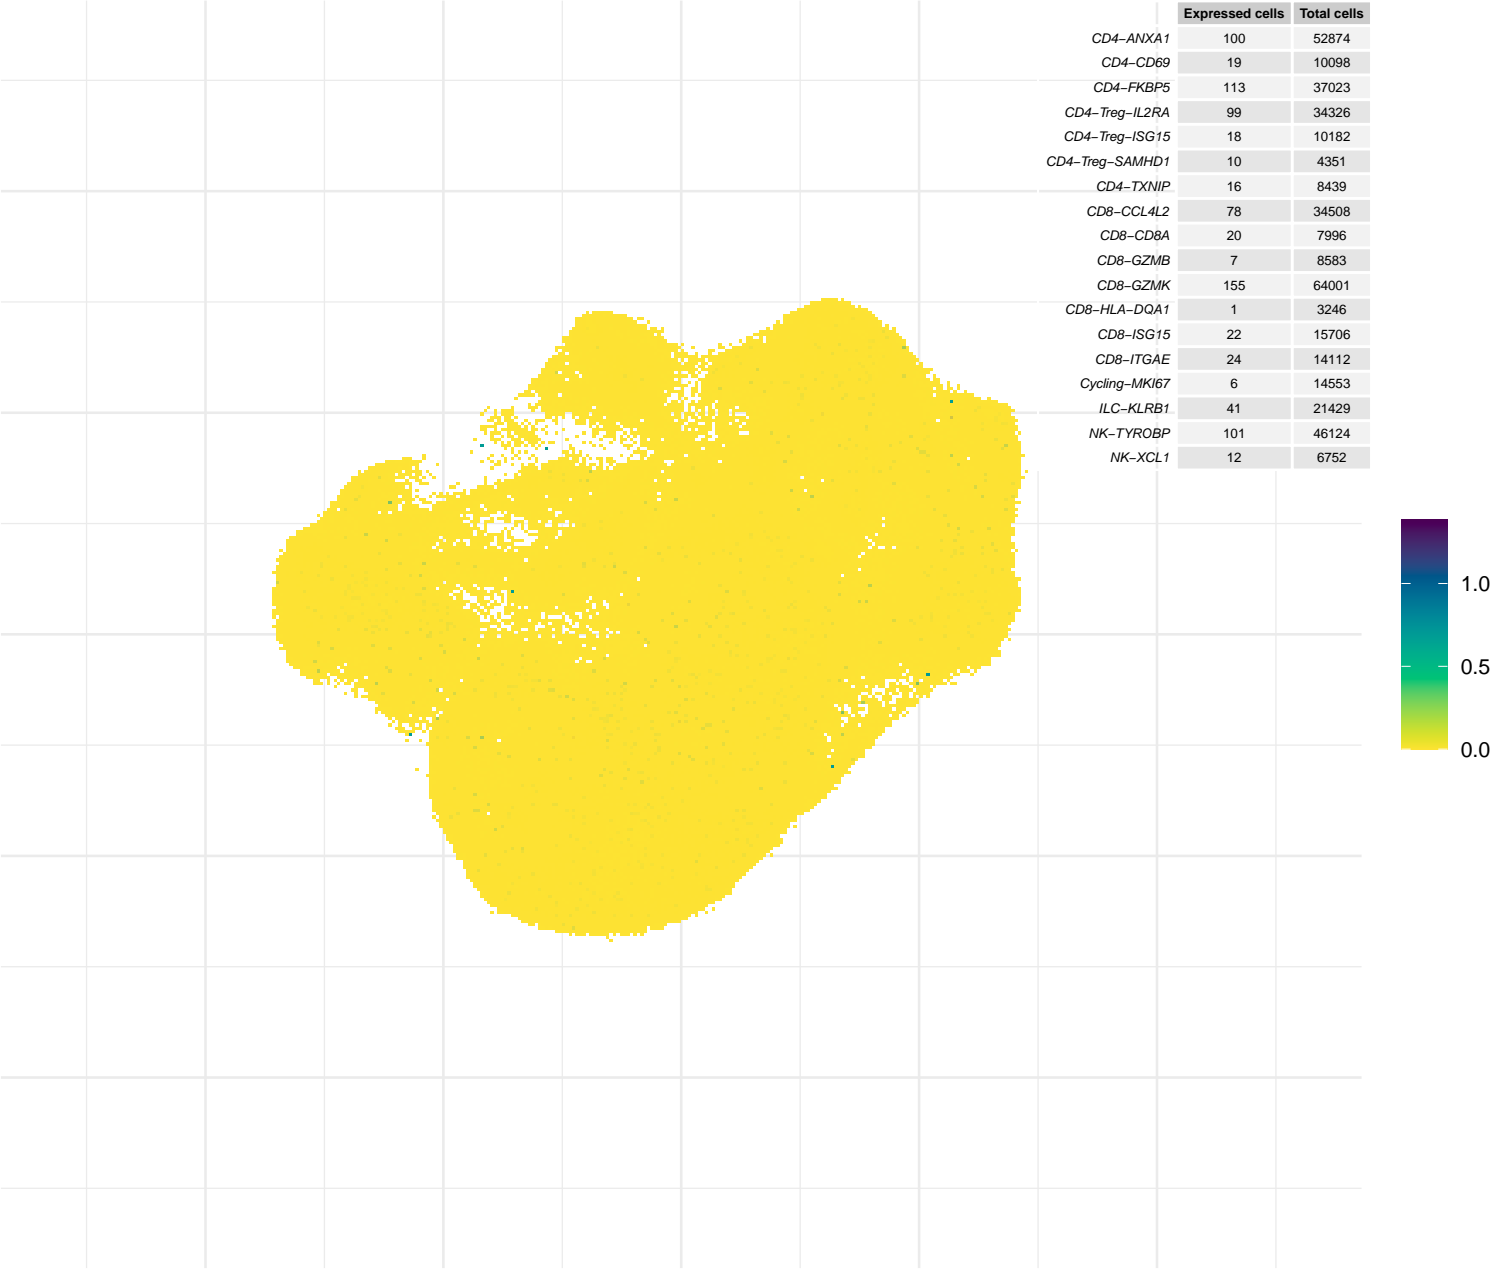 Expressed cells Total cells
CD4−ANXA1 100 52874
CD4−CD69 19 10098
CD4−FKBP5 113 37023
CD4−Treg−IL2RA 99 34326
CD4−Treg−ISG15 18 10182
CD4−Treg−SAMHD1 10 4351
CD4−TXNIP 16 8439
CD8−CCL4L2 78 34508
CD8−CD8A 20 7996
CD8−GZMB 7 8583
CD8−GZMK 155 64001
CD8−HLA−DQA1 1 3246
CD8−ISG15 22 15706
CD8−ITGAE 24 14112
Cycling−MKI67 6 14553
ILC−KLRB1 41 21429
NK−TYROBP 101 46124
NK−XCL1 12 6752
1.0
0.5
0.0